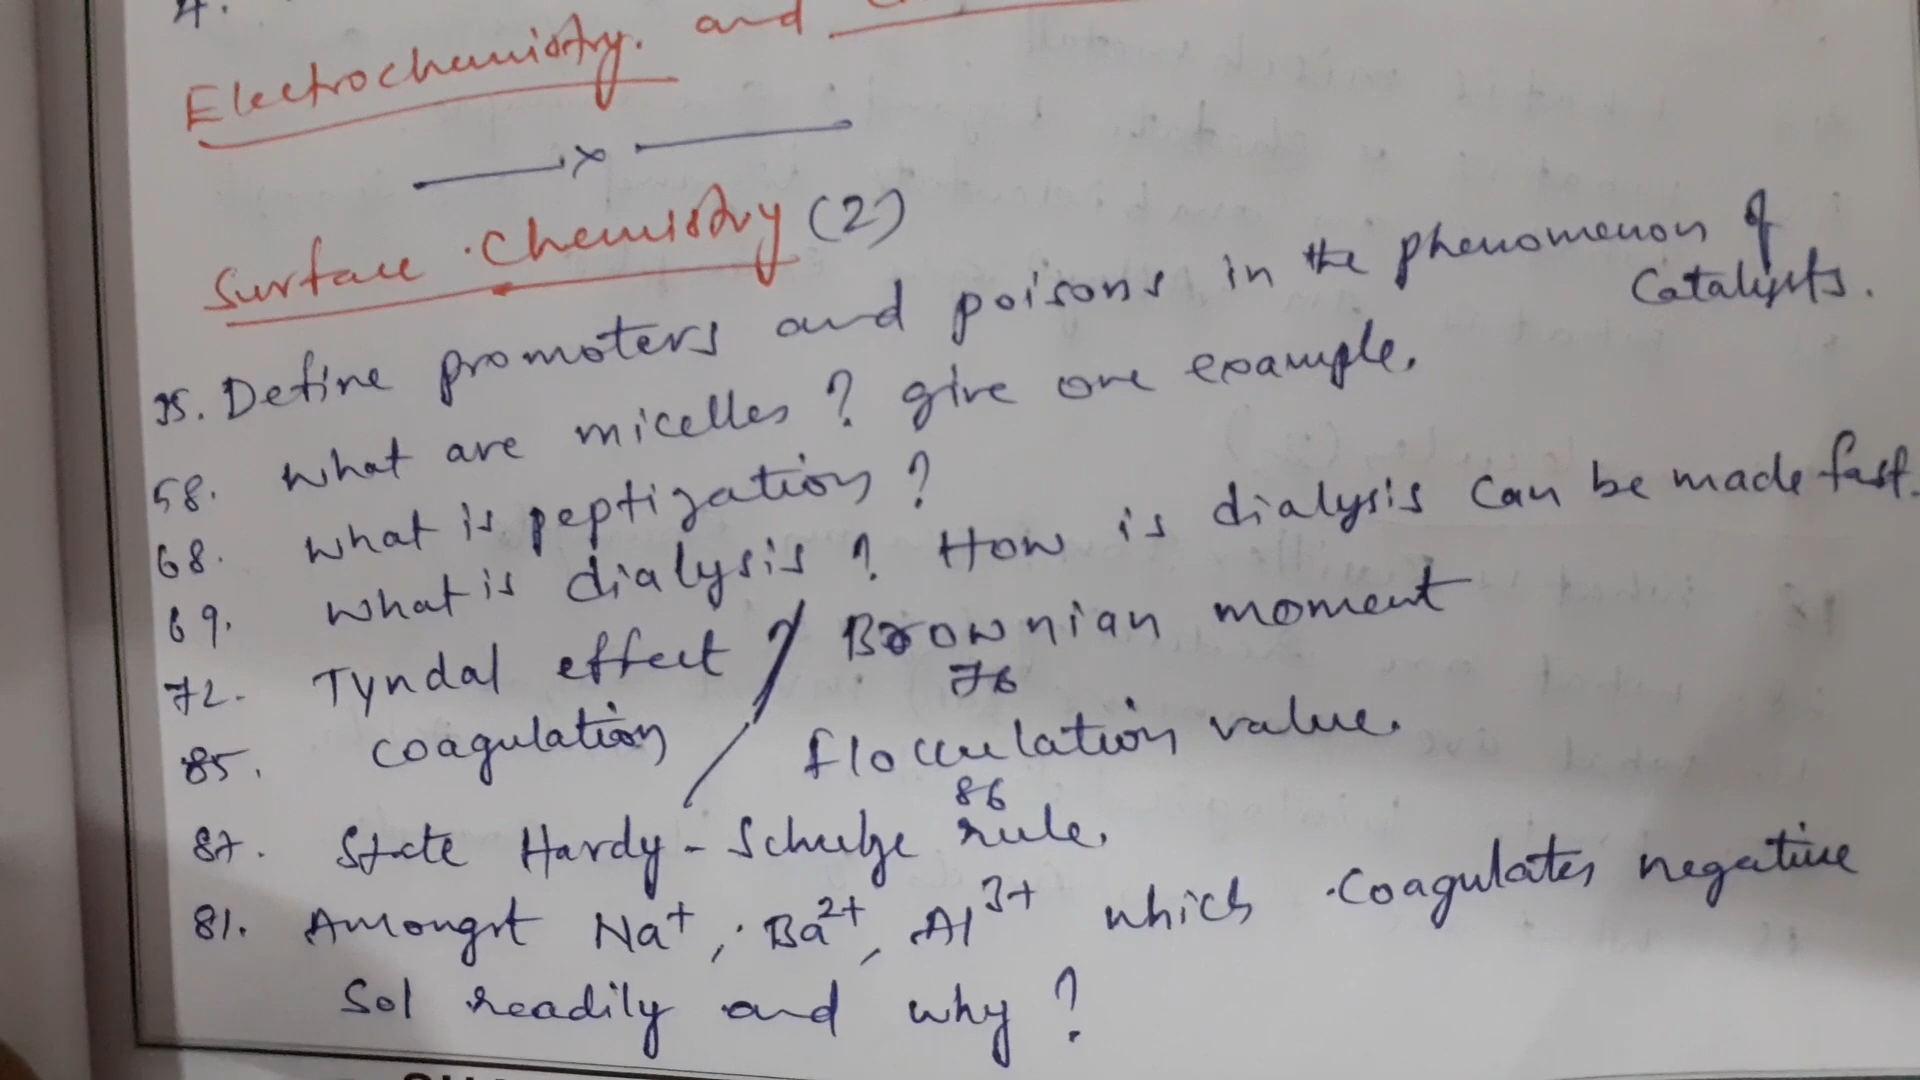 4.
Electrochemistry. and
x
Surface Chemistry (2)
35. Define promoters and poisons in the phenomenon of
Catalysts.
58. what are micelles? give one example.
68. what is peptization?
69. what is dialysis? How is dialysis can be made fast.
72. Tyndal effect / Brownian moment
76
85. coagulation / flocculation value.
86
87. State Hardy-Schulze rule.
81. Amongst Na+, Ba2+, Al3+ which coagulates negative
Sol readily and why?